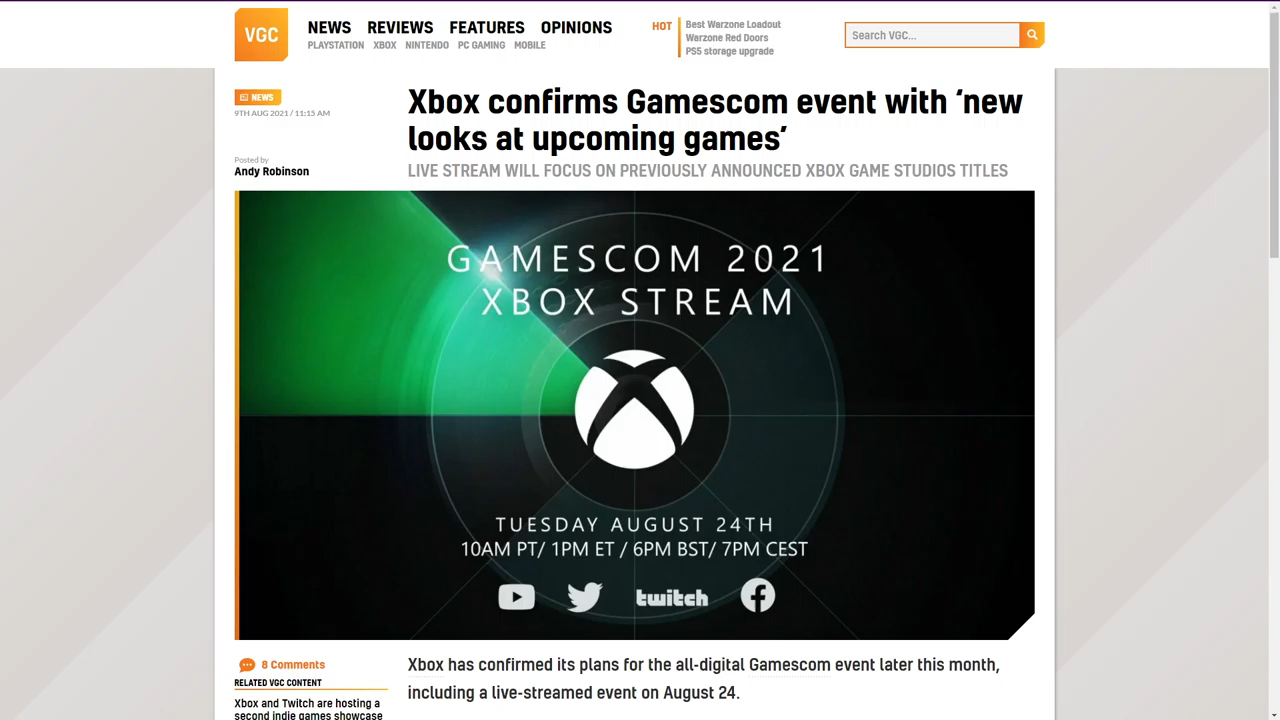 VGC
NEWS REVIEWS FEATURES OPINIONS
PLAYSTATION XBOX NINTENDO PC GAMING MOBILE
HOT
Best Warzone Loadout
Warzone Red Doors
PS5 storage upgrade
Search VGC...
NEWS
9TH AUG 2021 / 11:15 AM
Posted by
Andy Robinson
Xbox confirms Gamescom event with ‘new
looks at upcoming games’
LIVE STREAM WILL FOCUS ON PREVIOUSLY ANNOUNCED XBOX GAME STUDIOS TITLES
GAMESCOM 2021
XBOX STREAM
TUESDAY AUGUST 24TH
10AM PT/ 1PM ET / 6PM BST/ 7PM CEST
twitch
8 Comments
RELATED VGC CONTENT
Xbox and Twitch are hosting a
second indie games showcase
Xbox has confirmed its plans for the all-digital Gamescom event later this month,
including a live-streamed event on August 24.